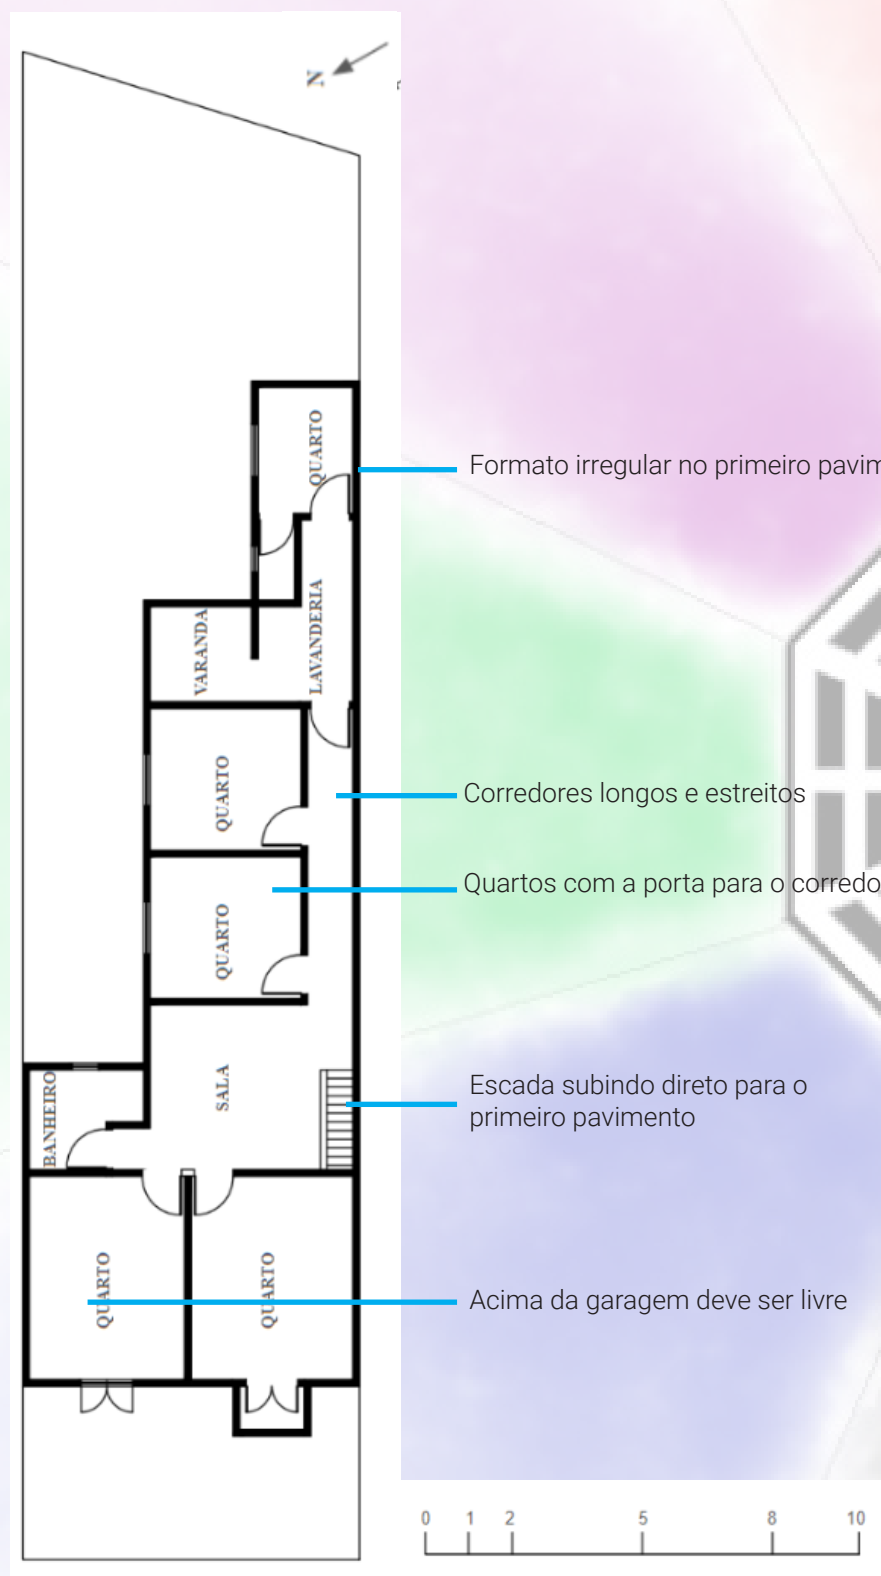 N
QUARTO
Formato irregular no primeiro pavim
VARANDA
LAVANDERIA
QUARTO
Corredores longos e estreitos
Quartos com a porta para o corredo
QUARTO
SALA
BANHEIRO
Escada subindo direto para o
primeiro pavimento
QUARTO
QUARTO
Acima da garagem deve ser livre
0 1 2 5 8 10